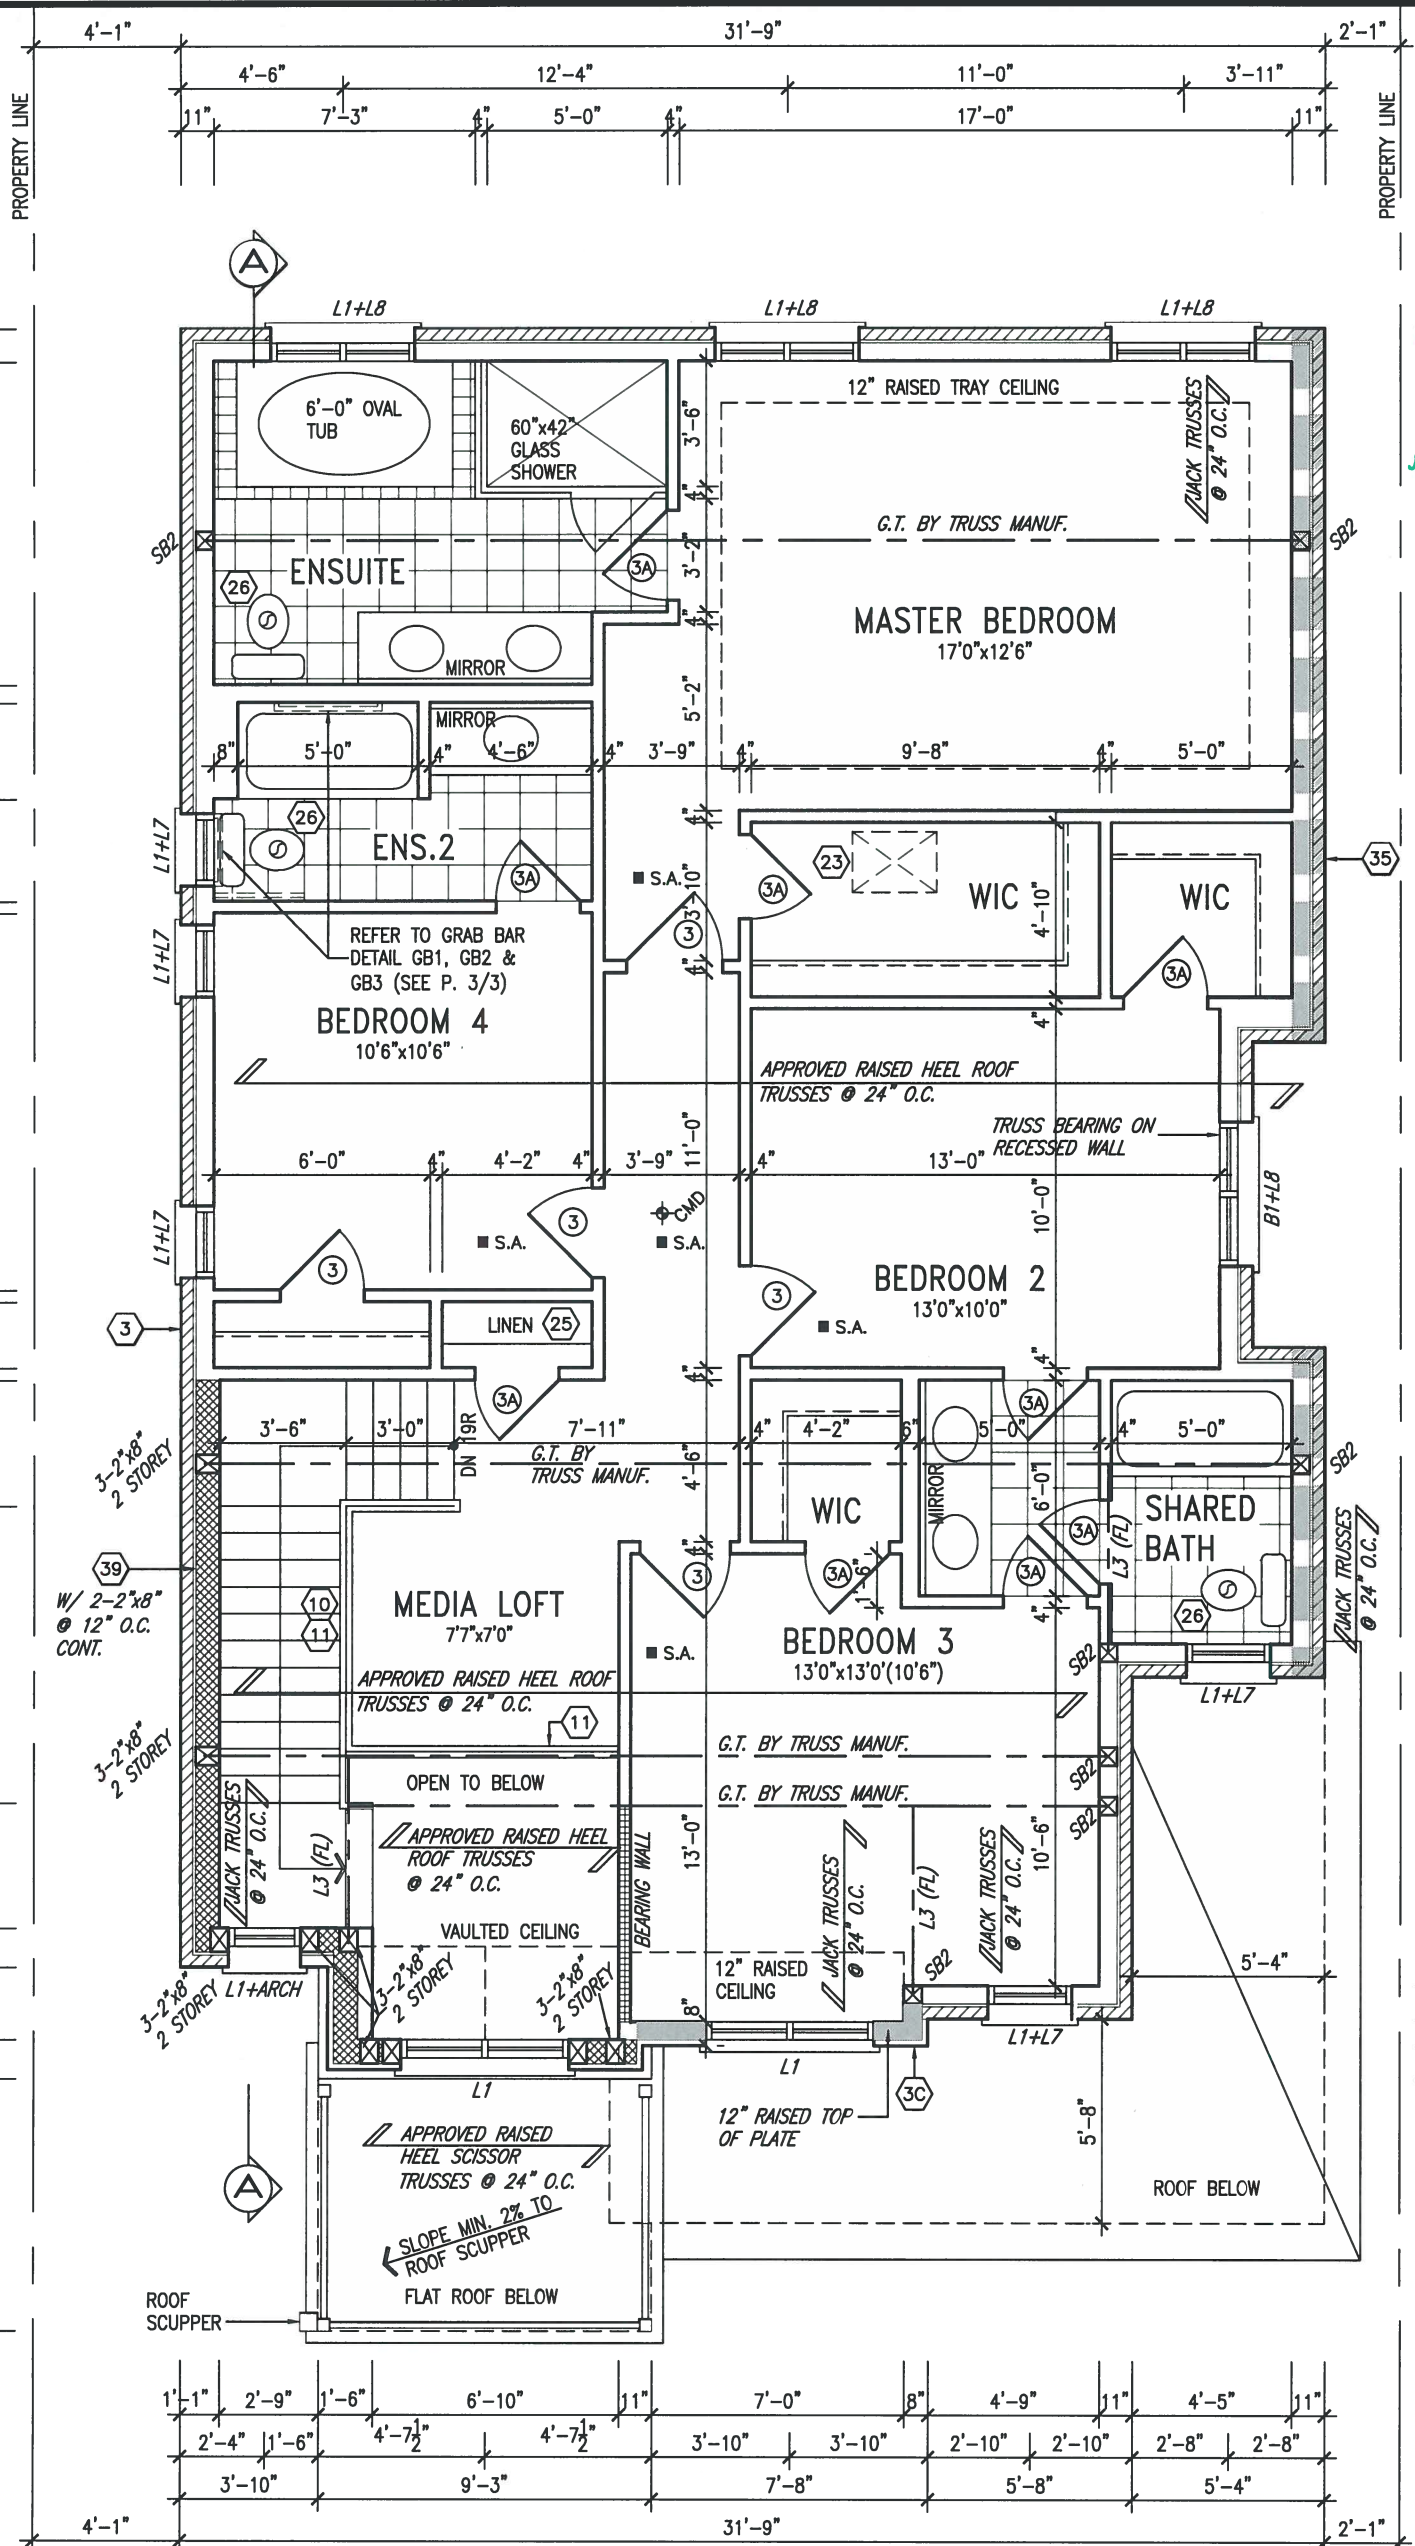 4'-1"
31'-9"
2'-1"
4'-6"
12'-4"
11'-0"
3'-11"
11"
7'-3"
4"
5'-0"
4"
17'-0"
11"
PROPERTY LINE
PROPERTY LINE
A
L1+L8
L1+L8
L1+L8
6'-0" OVAL
TUB
60"x42"
GLASS
SHOWER
3'-6"
12" RAISED TRAY CEILING
JACK TRUSSES
@ 24" O.C.
4"
G.T. BY TRUSS MANUF.
SB2
SB2
3'-2"
3A
26
ENSUITE
4"
MASTER BEDROOM
17'0"x12'6"
MIRROR
5'-2"
MIRROR
8"
5'-0"
4"
4'-6"
4"
3'-9"
4"
9'-8"
4"
5'-0"
4"
26
L1+L7
ENS.2
3A
S.A.
3'-10"
3A
23
WIC
4'-10"
WIC
35
REFER TO GRAB BAR
DETAIL GB1, GB2 &
GB3 (SEE P. 3/3)
3
4"
3A
L1+L7
BEDROOM 4
10'6"x10'6"
4"
APPROVED RAISED HEEL ROOF
TRUSSES @ 24" O.C.
TRUSS BEARING ON
RECESSED WALL
11'-0"
6'-0"
4"
4'-2"
4"
3'-9"
4"
13'-0"
10'-0"
B1+L8
CMD
3
S.A.
S.A.
L1+L7
3
BEDROOM 2
13'0"x10'0"
3
S.A.
3
LINEN
25
4"
4"
3A
3A
3'-6"
3'-0"
DN 19R
7'-11"
4"
4'-2"
6"
5'-0"
4"
5'-0"
3-2"x8"
2 STOREY
G.T. BY
TRUSS MANUF.
4'-6"
SB2
MIRROR
6'-0"
WIC
SHARED
BATH
3A
L3 (FL)
JACK TRUSSES
@ 24" O.C.
39
W/ 2-2"x8"
@ 12" O.C.
CONT.
4"
3
3A
1'-6"
3A
4"
26
10
11
MEDIA LOFT
7'7"x7'0"
BEDROOM 3
13'0"x13'0'(10'6")
S.A.
SB2
L1+L7
APPROVED RAISED HEEL ROOF
TRUSSES @ 24" O.C.
11
3-2"x8"
2 STOREY
G.T. BY TRUSS MANUF.
SB2
OPEN TO BELOW
G.T. BY TRUSS MANUF.
SB2
JACK TRUSSES
@ 24" O.C.
L3 (FL)
APPROVED RAISED HEEL
ROOF TRUSSES
@ 24" O.C.
BEARING WALL
13'-0"
JACK TRUSSES
@ 24" O.C.
L3 (FL)
JACK TRUSSES
@ 24" O.C.
10'-6"
VAULTED CEILING
SB2
12" RAISED
CEILING
5'-4"
3-2"x8"
2 STOREY
L1+ARCH
3-2"x8"
2 STOREY
3-2"x8"
2 STOREY
8"
L1+L7
L1
L1
3C
12" RAISED TOP
OF PLATE
5'-8"
APPROVED RAISED
HEEL SCISSOR
TRUSSES @ 24" O.C.
A
SLOPE MIN. 2% TO
ROOF SCUPPER
ROOF BELOW
FLAT ROOF BELOW
ROOF
SCUPPER
1'-1"
2'-9"
1'-6"
6'-10"
11"
7'-0"
8"
4'-9"
11"
4'-5"
11"
2'-4"
1'-6"
4'-7½"
4'-7½"
3'-10"
3'-10"
2'-10"
2'-10"
2'-8"
2'-8"
3'-10"
9'-3"
7'-8"
5'-8"
5'-4"
4'-1"
31'-9"
2'-1"